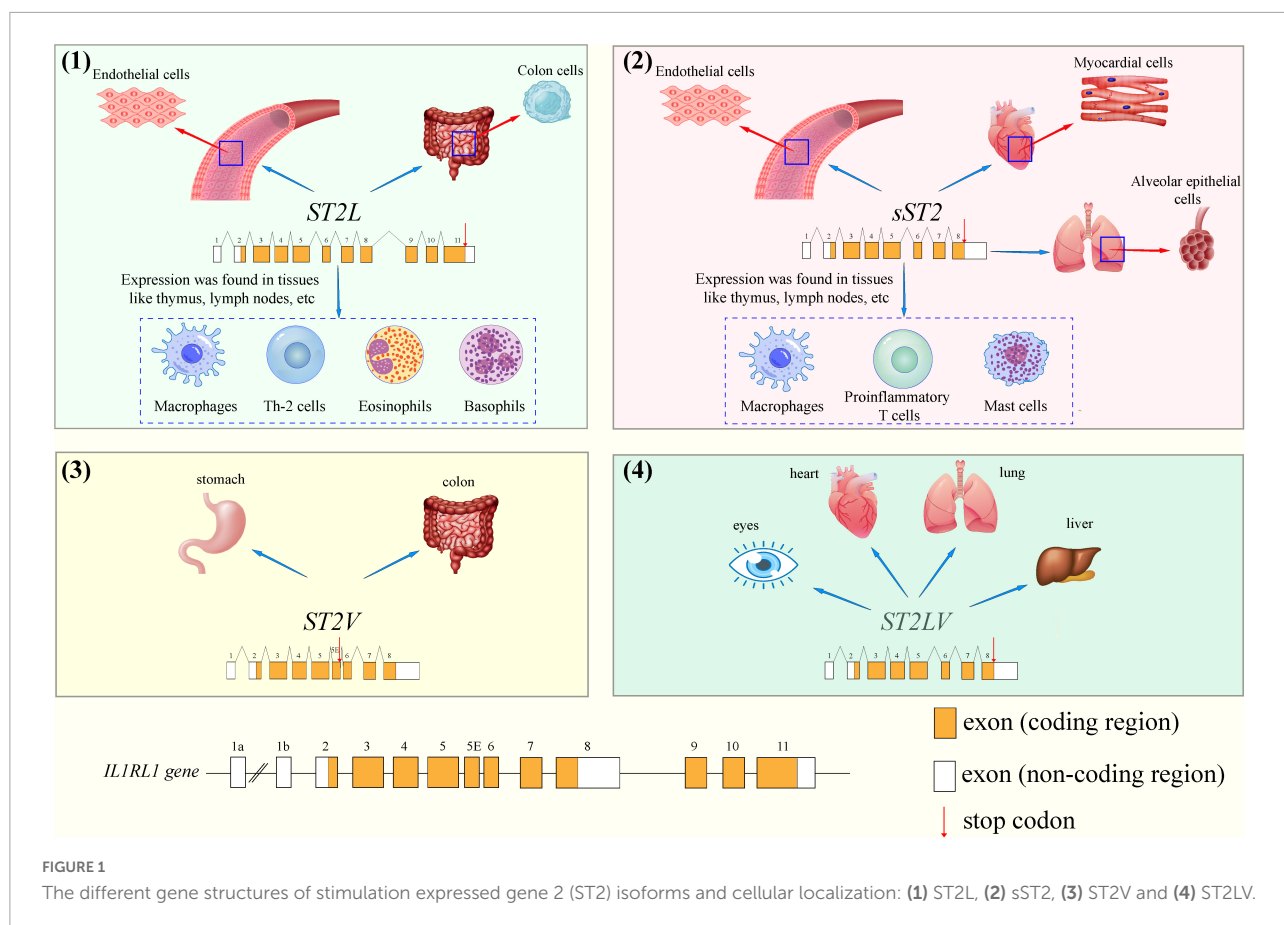 (1)
Endothelial cells
Colon cells
ST2L
1 2 3 4 5 6 7 8 9 10 11
Expression was found in tissues
like thymus, lymph nodes, etc
Macrophages Th-2 cells Eosinophils Basophils
(2)
Endothelial cells
Myocardial cells
Alveolar epithelial
cells
sST2
1 2 3 4 5 6 7 8
Expression was found in tissues
like thymus, lymph nodes, etc
Macrophages
Proinflammatory
T cells
Mast cells
(3)
stomach
colon
ST2V
1 2 3 4 5 5E 6 7 8
(4)
heart
lung
eyes
liver
ST2LV
1 2 3 4 5 6 7 8
1a 1b 2 3 4 5 5E 6 7 8 9 10 11
IL1RL1 gene
exon (coding region)
exon (non-coding region)
stop codon
FIGURE 1
The different gene structures of stimulation expressed gene 2 (ST2) isoforms and cellular localization: (1) ST2L, (2) sST2, (3) ST2V and (4) ST2LV.